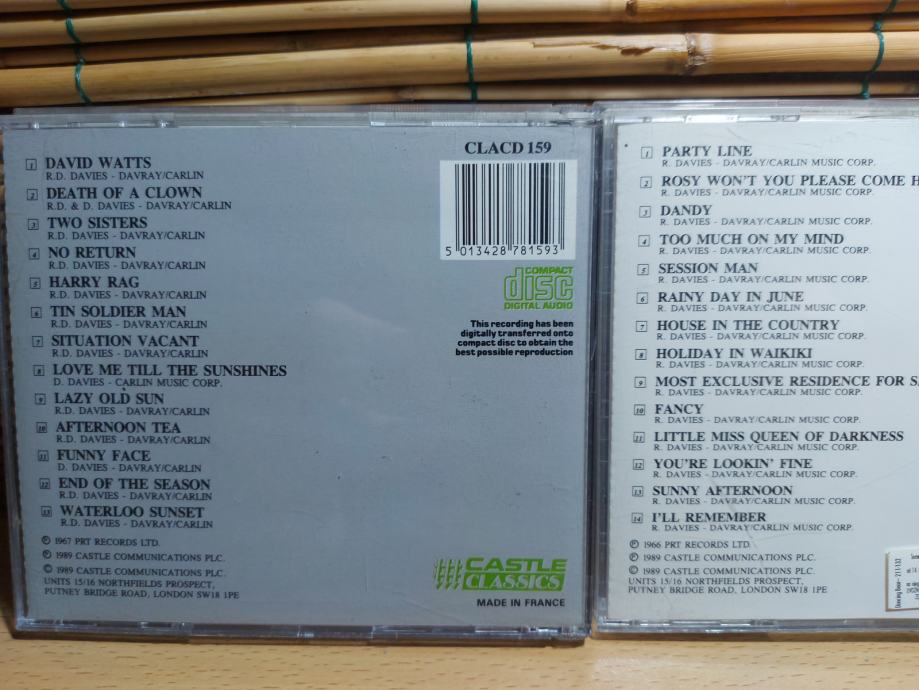 1 DAVID WATTS
R.D. DAVIES - DAVRAY/CARLIN
2 DEATH OF A CLOWN
R.D. & D. DAVIES - DAVRAY/CARLIN
3 TWO SISTERS
R.D. DAVIES - DAVRAY/CARLIN
4 NO RETURN
R.D. DAVIES - DAVRAY/CARLIN
5 HARRY RAG
R.D. DAVIES - DAVRAY/CARLIN
6 TIN SOLDIER MAN
R.D. DAVIES - DAVRAY/CARLIN
7 SITUATION VACANT
R.D. DAVIES - DAVRAY/CARLIN
8 LOVE ME TILL THE SUNSHINES
D. DAVIES - CARLIN MUSIC CORP.
9 LAZY OLD SUN
R.D. DAVIES - DAVRAY/CARLIN
10 AFTERNOON TEA
R.D. DAVIES - DAVRAY/CARLIN
11 FUNNY FACE
D. DAVIES - DAVRAY/CARLIN
12 END OF THE SEASON
R.D. DAVIES - DAVRAY/CARLIN
13 WATERLOO SUNSET
R.D. DAVIES - DAVRAY/CARLIN
℗ 1967 PRT RECORDS LTD.
℗ 1989 CASTLE COMMUNICATIONS PLC.
© 1989 CASTLE COMMUNICATIONS PLC.
UNITS 15/16 NORTHFIELDS PROSPECT,
PUTNEY BRIDGE ROAD, LONDON SW18 1PE
CLACD 159
5 013428 781593
COMPACT
disc
DIGITAL AUDIO
This recording has been
digitally transferred onto
compact disc to obtain the
best possible reproduction
CASTLE
CLASSICS
MADE IN FRANCE
1 PARTY LINE
R. DAVIES - DAVRAY/CARLIN MUSIC CORP.
2 ROSY WON'T YOU PLEASE COME H
R. DAVIES - DAVRAY/CARLIN MUSIC CORP.
3 DANDY
R. DAVIES - DAVRAY/CARLIN MUSIC CORP.
4 TOO MUCH ON MY MIND
R. DAVIES - DAVRAY/CARLIN MUSIC CORP.
5 SESSION MAN
R. DAVIES - DAVRAY/CARLIN MUSIC CORP.
6 RAINY DAY IN JUNE
R. DAVIES - DAVRAY/CARLIN MUSIC CORP.
7 HOUSE IN THE COUNTRY
R. DAVIES - DAVRAY/CARLIN MUSIC CORP.
8 HOLIDAY IN WAIKIKI
R. DAVIES - DAVRAY/CARLIN MUSIC CORP.
9 MOST EXCLUSIVE RESIDENCE FOR SA
R. DAVIES - DAVRAY/CARLIN MUSIC CORP.
10 FANCY
R. DAVIES - DAVRAY/CARLIN MUSIC CORP.
11 LITTLE MISS QUEEN OF DARKNESS
R. DAVIES - DAVRAY/CARLIN MUSIC CORP.
12 YOU'RE LOOKIN' FINE
R. DAVIES - DAVRAY/CARLIN MUSIC CORP.
13 SUNNY AFTERNOON
R. DAVIES - DAVRAY/CARLIN MUSIC CORP.
14 I'LL REMEMBER
R. DAVIES - DAVRAY/CARLIN MUSIC CORP.
℗ 1966 PRT RECORDS LTD.
℗ 1989 CASTLE COMMUNICATIONS PLC.
© 1989 CASTLE COMMUNICATIONS PLC.
UNITS 15/16 NORTHFIELDS PROSPECT,
PUTNEY BRIDGE ROAD, LONDON SW18 1PE